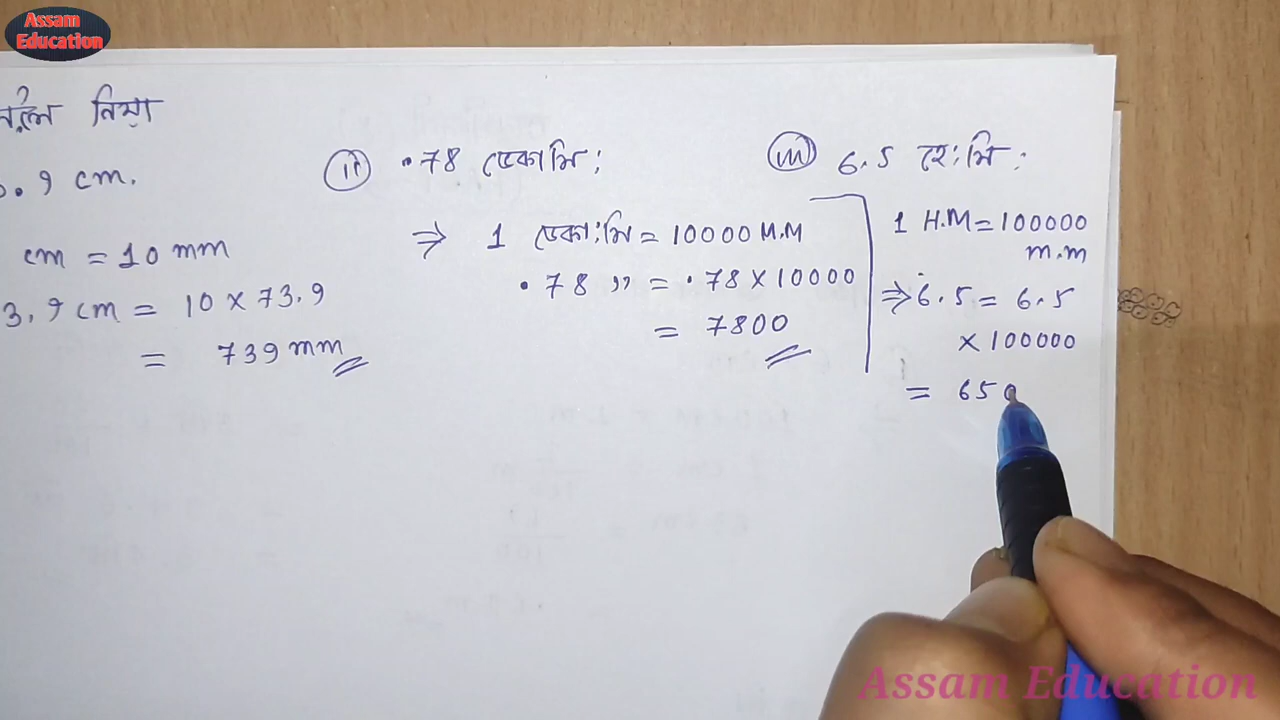 Assam
Education
নিয়া
.9 cm.
cm = 10 mm
3.9 cm = 10 x 73.9
= 739 mm
(ii) .78 ডেকামি:
⇒ 1 ডেকা:মি = 10000 M.M
.78 " = .78 x 10000
= 7800
(iii) 6.5 হে:মি:
1 H.M = 100000
m.m
⇒ 6.5 = 6.5
x 100000
= 650
Assam Education